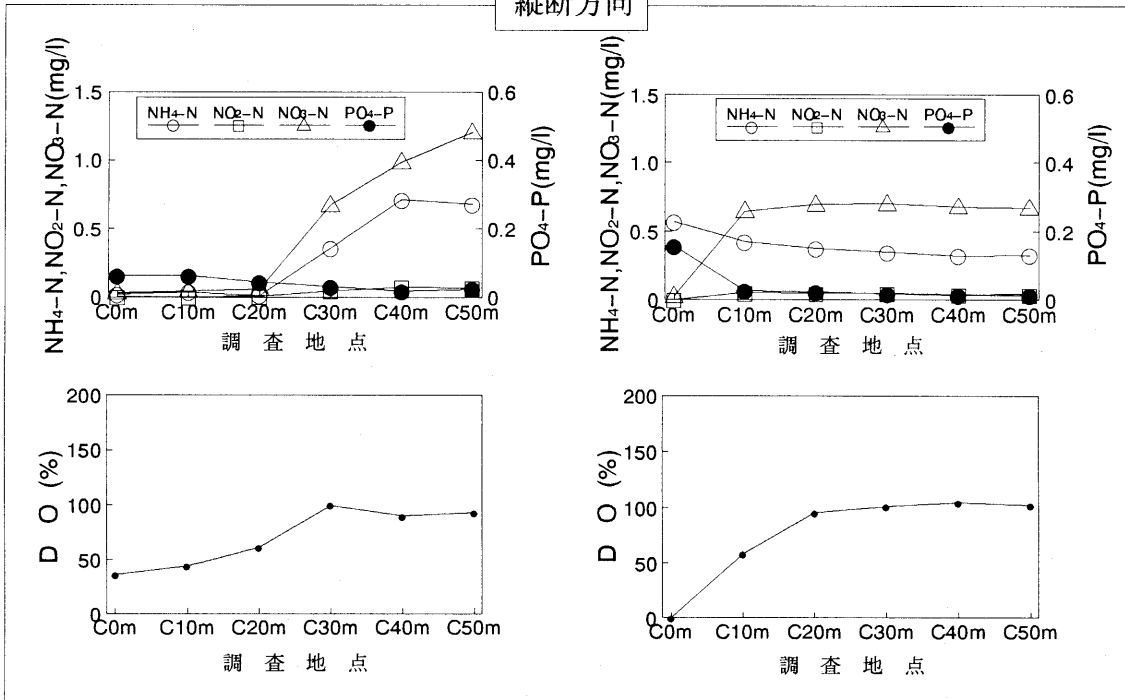 縦断方向
NH4-N,NO2-N,NO3-N(mg/l)
1.5
1.0
0.5
0
NH4-N NO2-N NO3-N PO4-P
0.6
0.4
0.2
0
PO4-P(mg/l)
C0m C10m C20m C30m C40m C50m
調査地点
NH4-N,NO2-N,NO3-N(mg/l)
1.5
1.0
0.5
0
NH4-N NO2-N NO3-N PO4-P
0.6
0.4
0.2
0
PO4-P(mg/l)
C0m C10m C20m C30m C40m C50m
調査地点
DO (%)
200
150
100
50
0
C0m C10m C20m C30m C40m C50m
調査地点
DO (%)
200
150
100
50
0
C0m C10m C20m C30m C40m C50m
調査地点